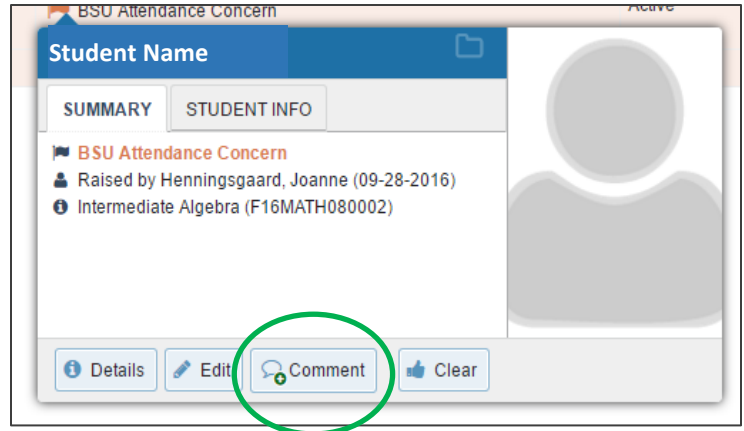 BSU Attendance Concern Active
Student Name
SUMMARY STUDENT INFO
BSU Attendance Concern
Raised by Henningsgaard, Joanne (09-28-2016)
Intermediate Algebra (F16MATH080002)
Details Edit Comment Clear